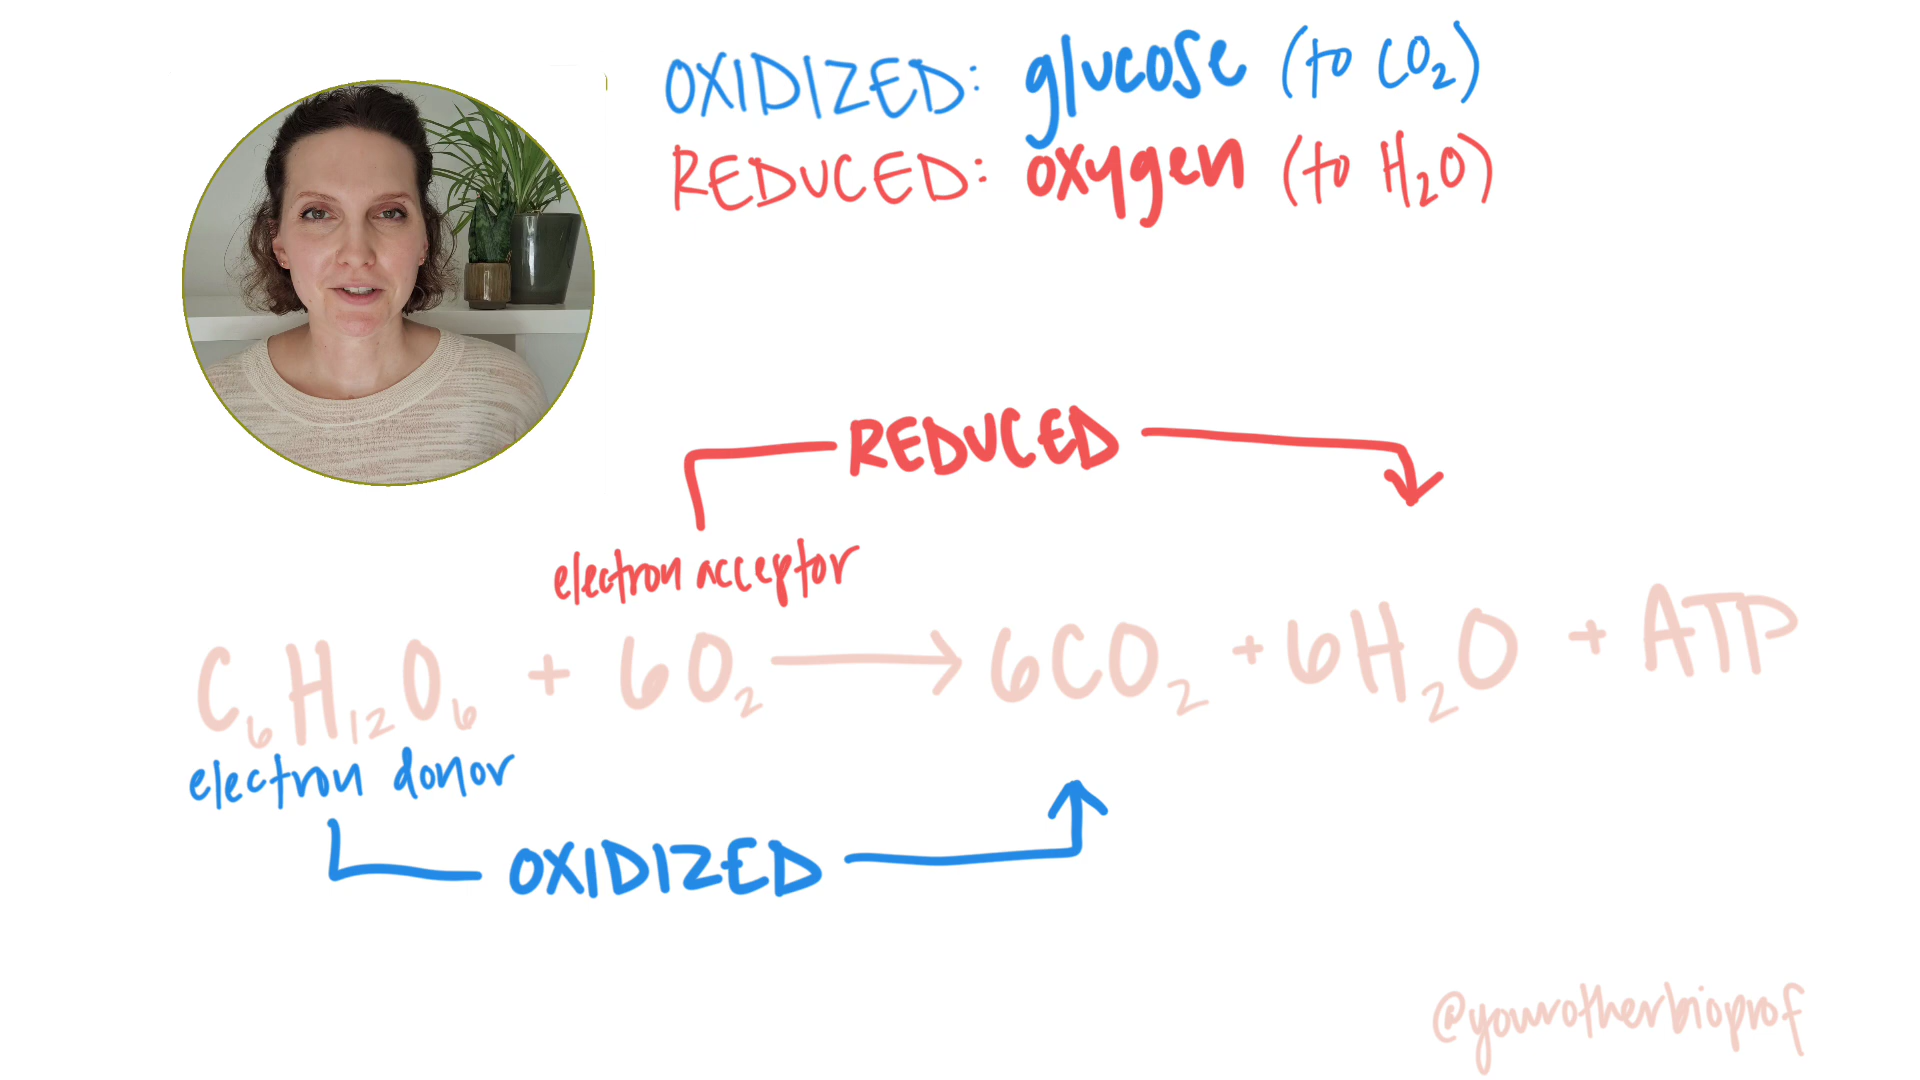 OXIDIZED: glucose (to CO₂)
REDUCED: oxygen (to H₂O)
REDUCED
electron acceptor
C₆H₁₂O₆ + 6O₂ → 6CO₂ + 6H₂O + ATP
electron donor
OXIDIZED
@yourotherbioprof